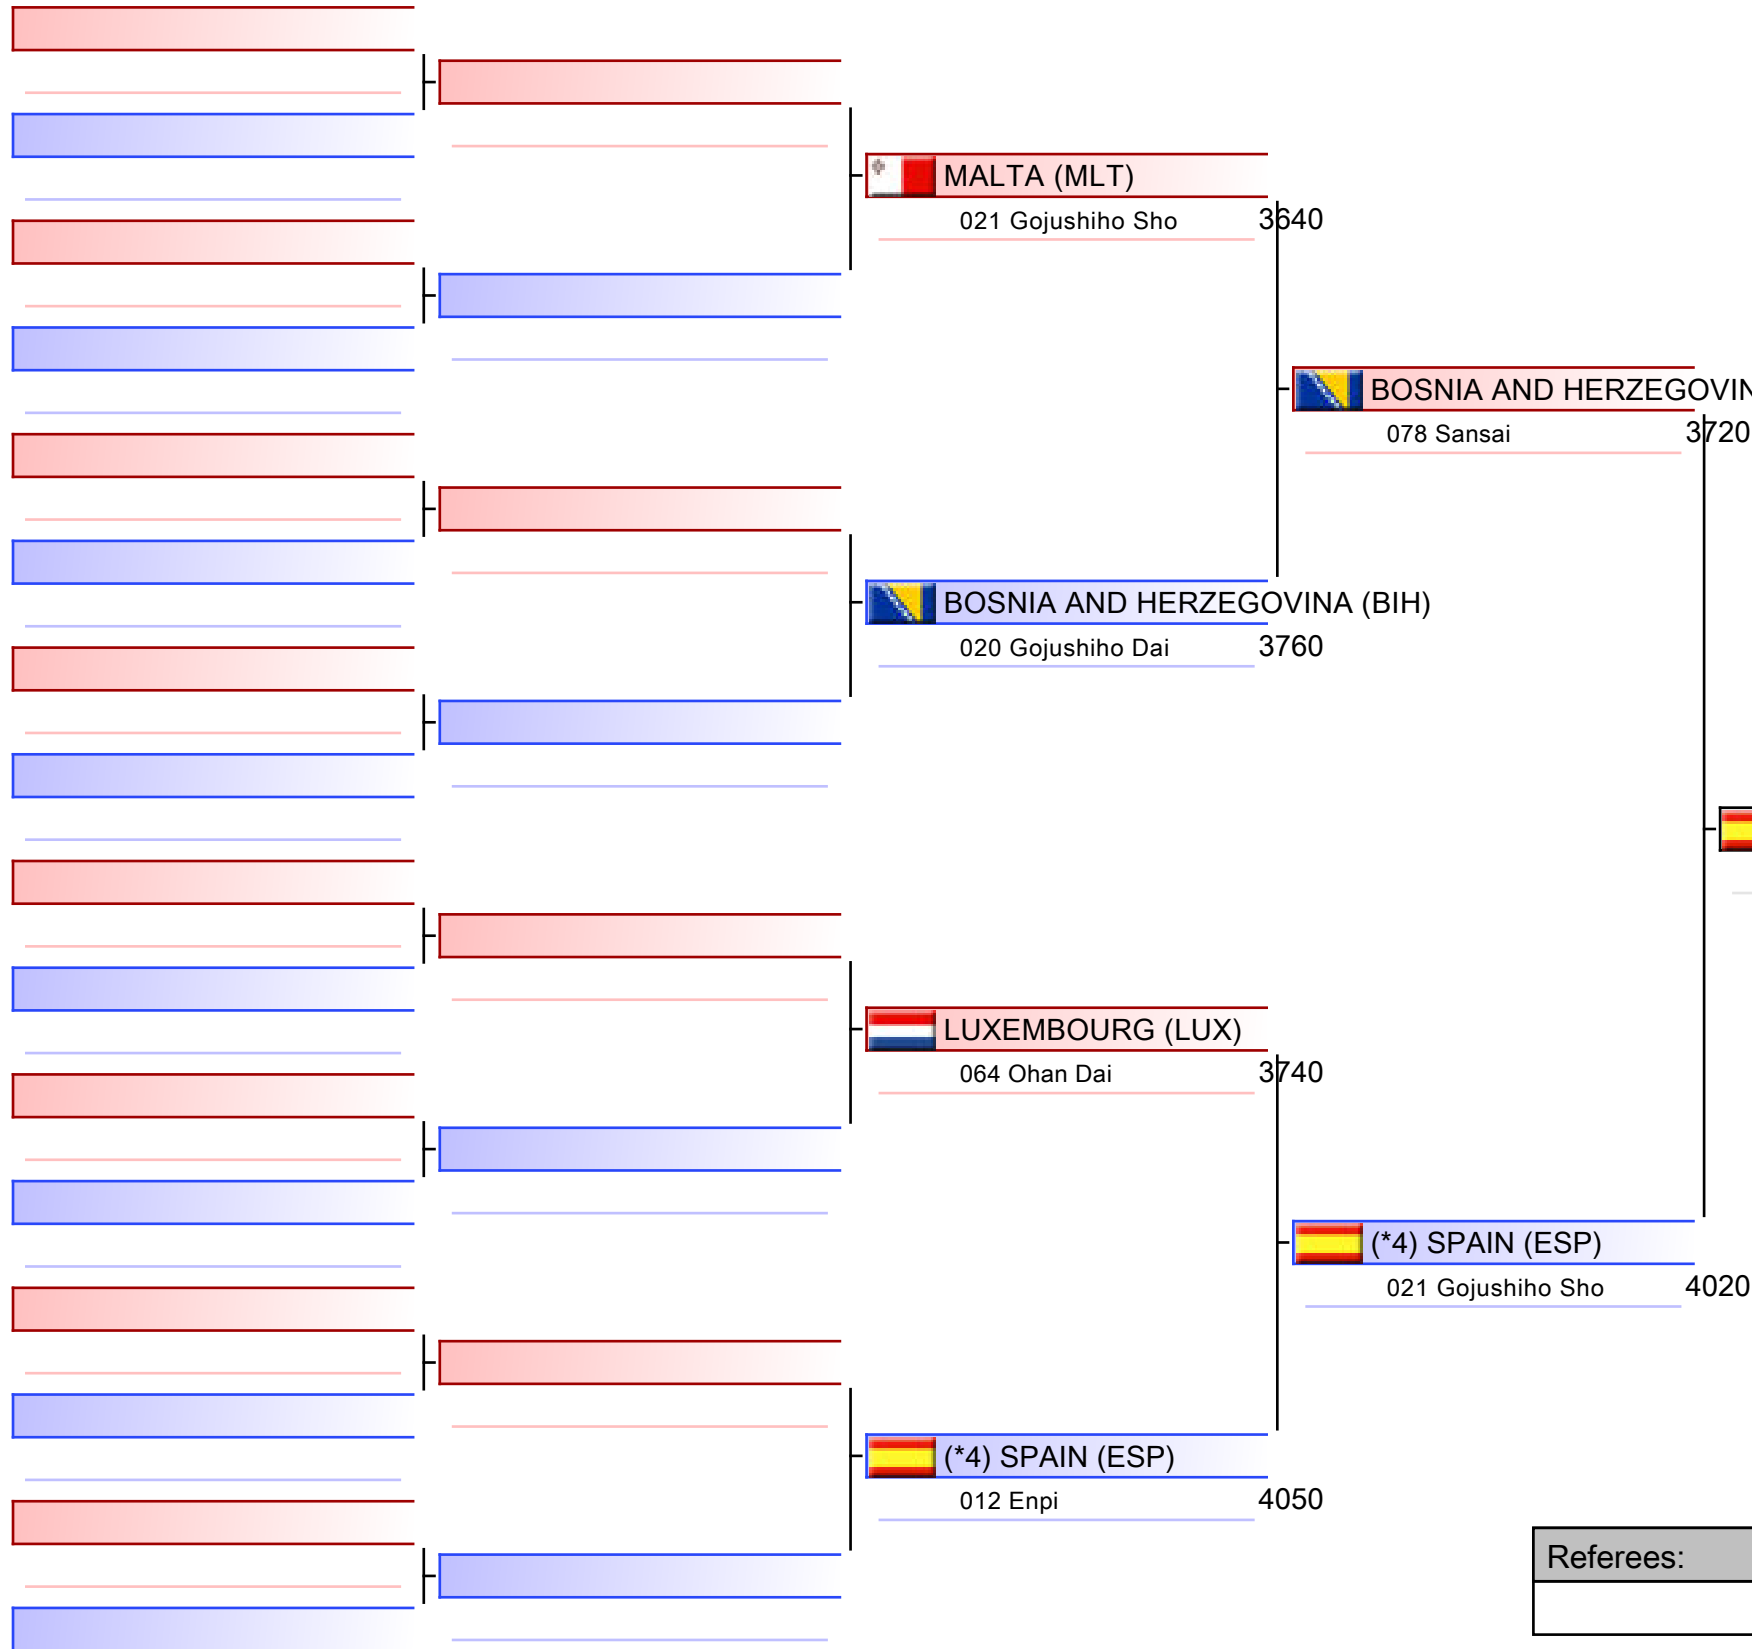 MALTA (MLT)
021 Gojushiho Sho 3640
BOSNIA AND HERZEGOVIN
078 Sansai 3720
BOSNIA AND HERZEGOVINA (BIH)
020 Gojushiho Dai 3760
LUXEMBOURG (LUX)
064 Ohan Dai 3740
(*4) SPAIN (ESP)
021 Gojushiho Sho 4020
(*4) SPAIN (ESP)
012 Enpi 4050
Referees: